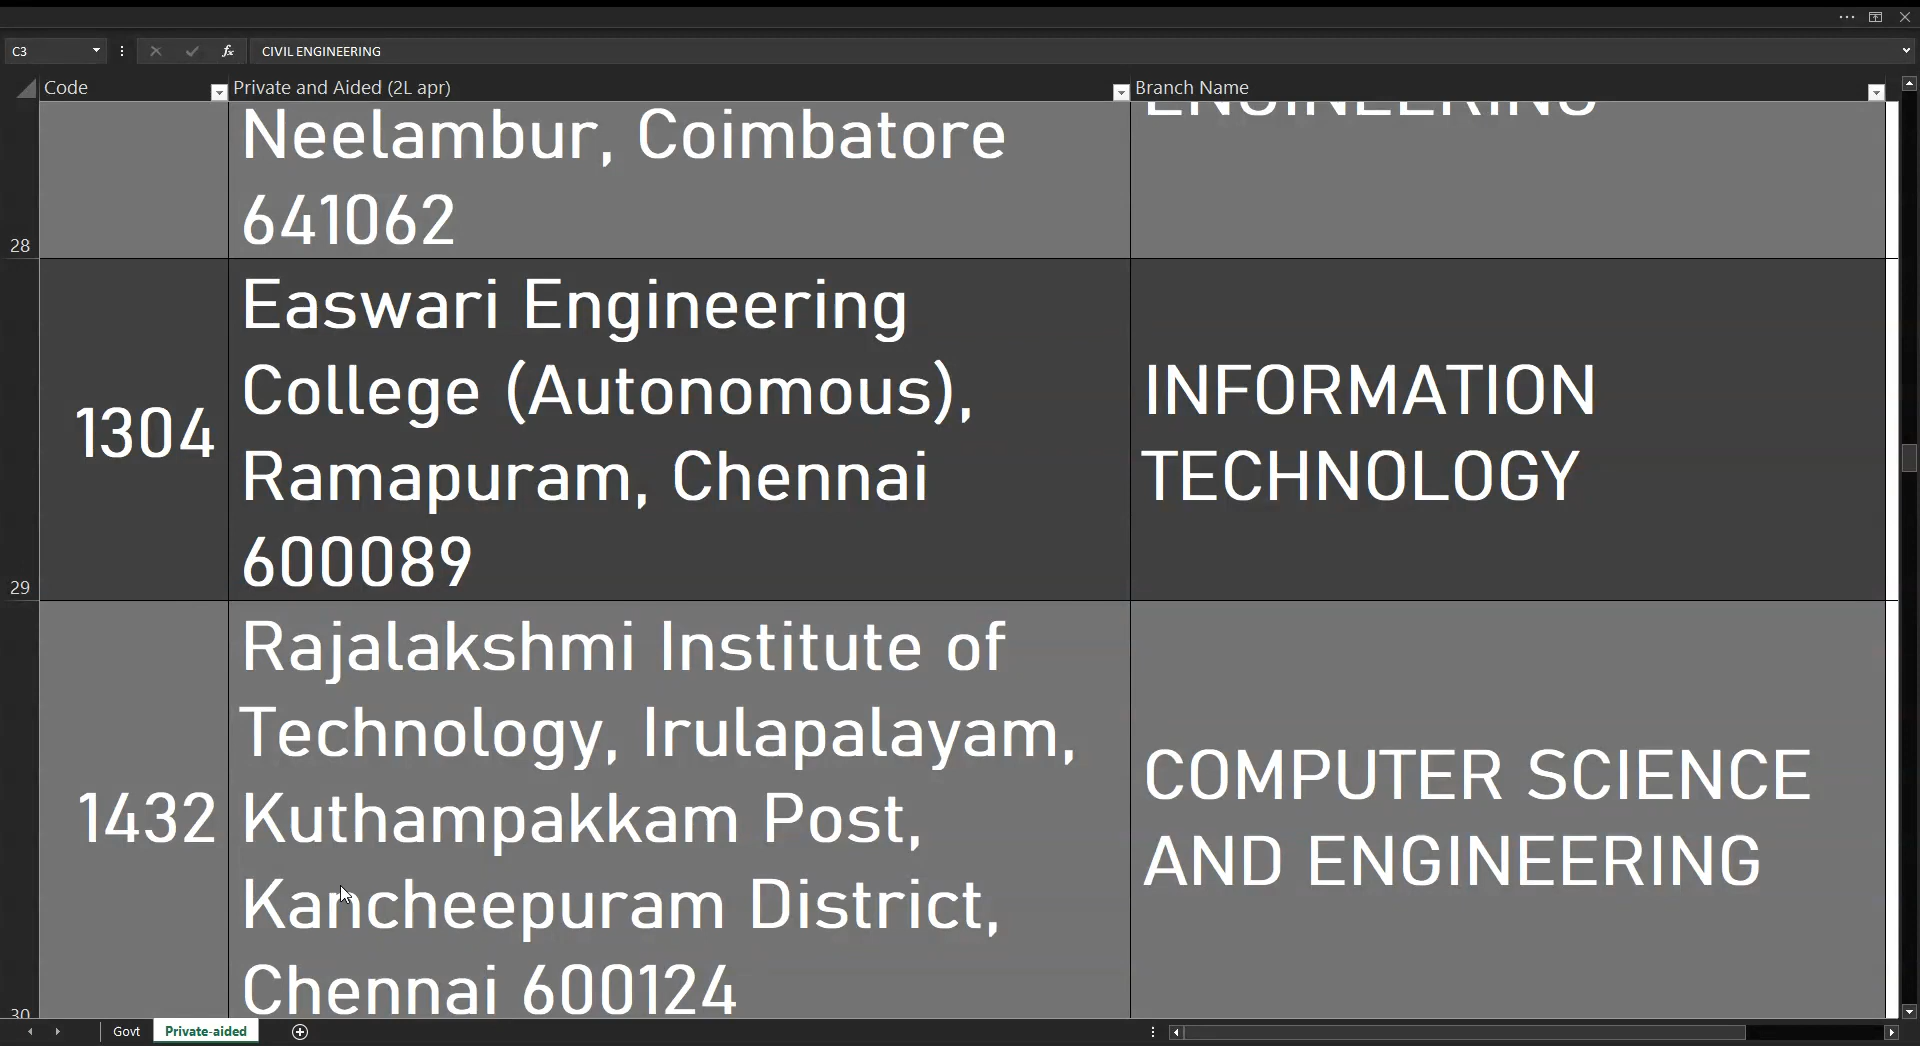 C3
fx
CIVIL ENGINEERING
Code
Private and Aided (2L apr)
Branch Name
28
Neelambur, Coimbatore
641062
ENGINEERING
29
1304
Easwari Engineering
College (Autonomous),
Ramapuram, Chennai
600089
INFORMATION
TECHNOLOGY
30
1432
Rajalakshmi Institute of
Technology, Irulapalayam,
Kuthampakkam Post,
Kancheepuram District,
Chennai 600124
COMPUTER SCIENCE
AND ENGINEERING
Govt
Private-aided